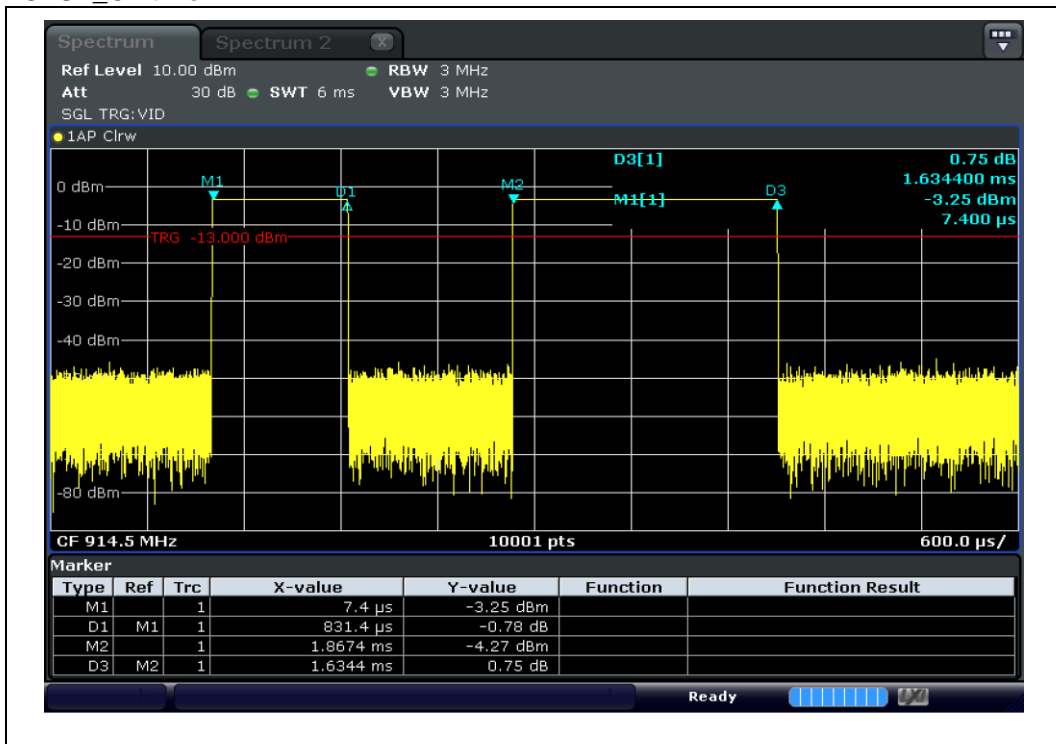 Spectrum Spectrum 2 X
Ref Level 10.00 dBm RBW 3 MHz
Att 30 dB SWT 6 ms VBW 3 MHz
SGL TRG:VID
1AP Clrw
D3[1] 0.75 dB
1.634400 ms
M1[1] -3.25 dBm
7.400 µs
M1
D1
M2
D3
0 dBm
-10 dBm
TRG -13.000 dBm
-20 dBm
-30 dBm
-40 dBm
-80 dBm
CF 914.5 MHz 10001 pts 600.0 µs/
Marker
Type Ref Trc X-value Y-value Function Function Result
M1 1 7.4 µs -3.25 dBm
D1 M1 1 831.4 µs -0.78 dB
M2 1 1.8674 ms -4.27 dBm
D3 M2 1 1.6344 ms 0.75 dB
Ready